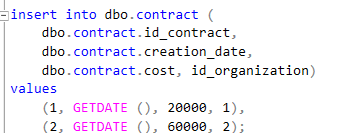 insert into dbo.contract (
dbo.contract.id_contract,
dbo.contract.creation_date,
dbo.contract.cost, id_organization)
values
(1, GETDATE (), 20000, 1),
(2, GETDATE (), 60000, 2);